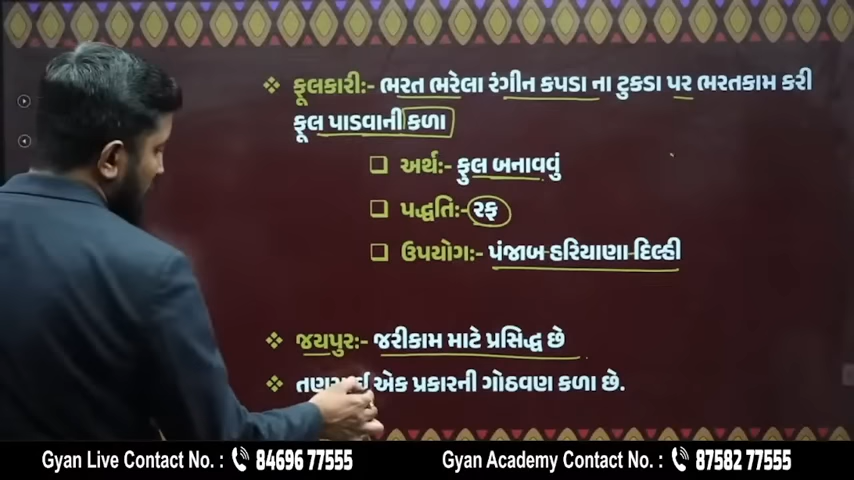 ❖ ફૂલકારી:- ભરત ભરેલા રંગીન કપડા ના ટુકડા પર ભરતકામ કરી
ફૂલ પાડવાની કળા
❑ અર્થ:- ફુલ બનાવવું
❑ પદ્ધતિ:- રફ
❑ ઉપયોગ:- પંજાબ હરિયાણા દિલ્હી
❖ જયપુર:- જરીકામ માટે પ્રસિદ્ધ છે
❖ એક પ્રકારની ગોઠવણ કળા છે.
Gyan Live Contact No. : 84696 77555
Gyan Academy Contact No. : 87582 77555